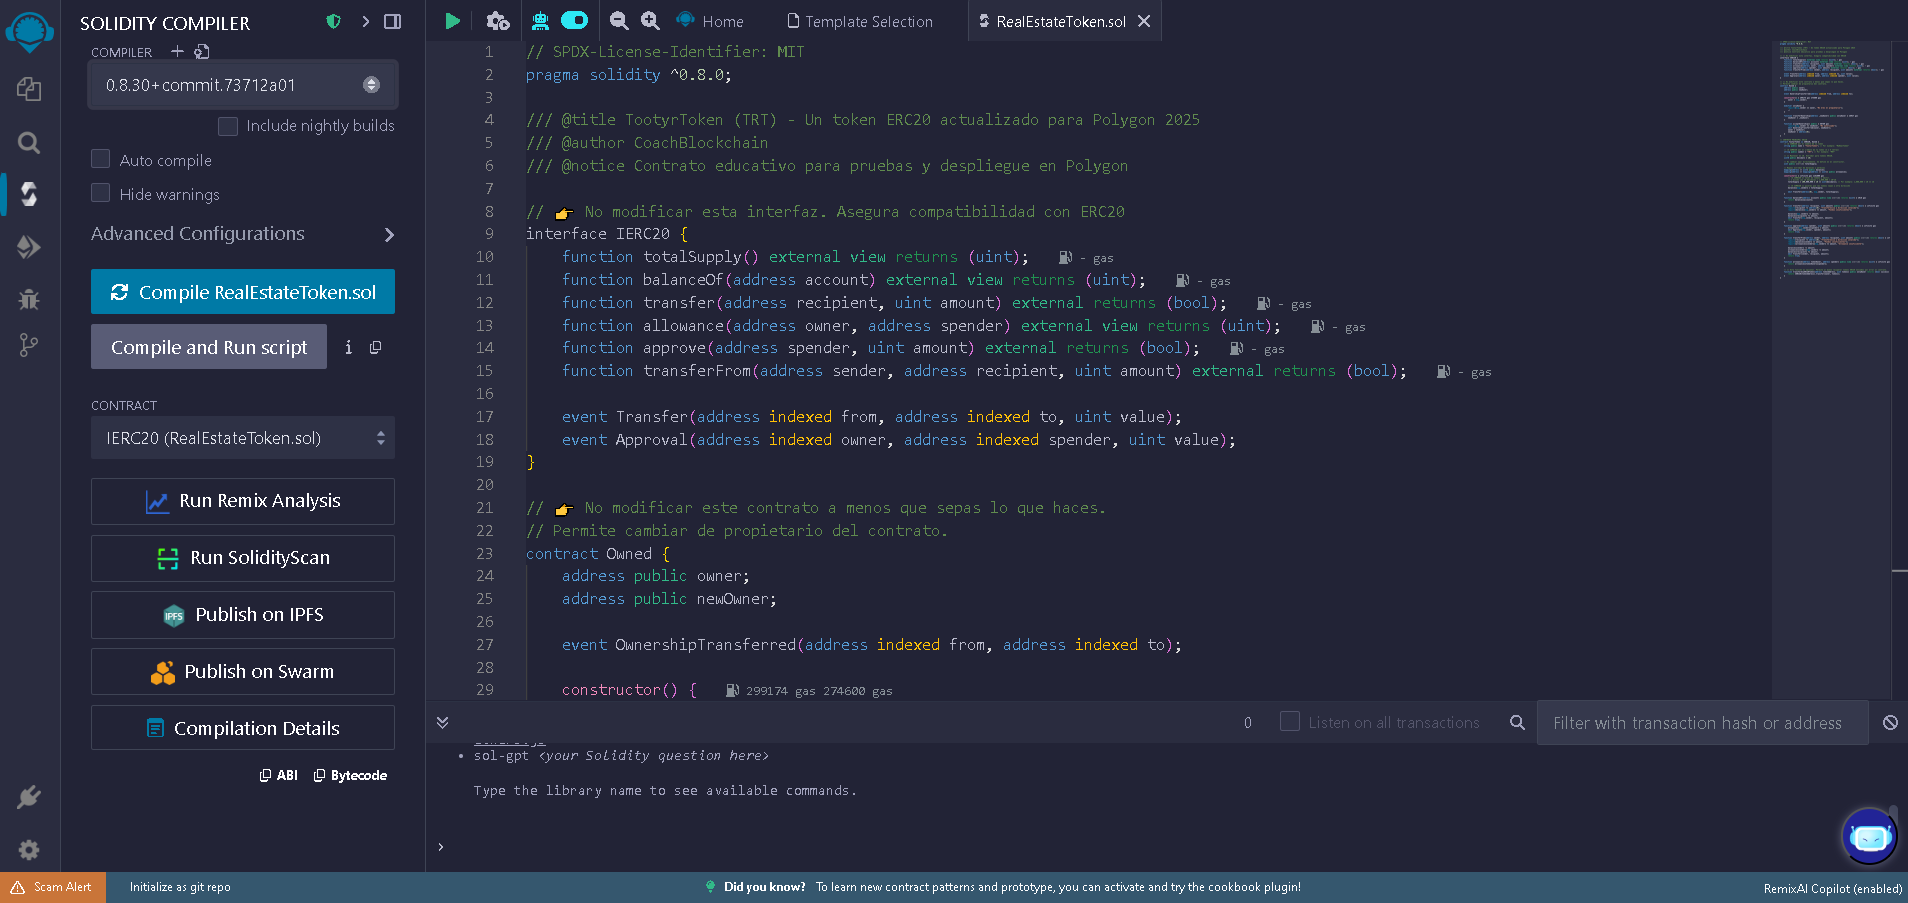 SOLIDITY COMPILER
COMPILER
0.8.30+commit.73712a01
Include nightly builds
Auto compile
Hide warnings
Advanced Configurations
Compile RealEstateToken.sol
Compile and Run script
CONTRACT
IERC20 (RealEstateToken.sol)
Run Remix Analysis
Run SolidityScan
IPFS Publish on IPFS
Publish on Swarm
Compilation Details
ABI Bytecode
Home Template Selection RealEstateToken.sol
1 // SPDX-License-Identifier: MIT
2 pragma solidity ^0.8.0;
3
4 /// @title TootyrToken (TRT) - Un token ERC20 actualizado para Polygon 2025
5 /// @author CoachBlockchain
6 /// @notice Contrato educativo para pruebas y despliegue en Polygon
7
8 // 👉 No modificar esta interfaz. Asegura compatibilidad con ERC20
9 interface IERC20 {
10 function totalSupply() external view returns (uint); - gas
11 function balanceOf(address account) external view returns (uint); - gas
12 function transfer(address recipient, uint amount) external returns (bool); - gas
13 function allowance(address owner, address spender) external view returns (uint); - gas
14 function approve(address spender, uint amount) external returns (bool); - gas
15 function transferFrom(address sender, address recipient, uint amount) external returns (bool); - gas
16
17 event Transfer(address indexed from, address indexed to, uint value);
18 event Approval(address indexed owner, address indexed spender, uint value);
19 }
20
21 // 👉 No modificar este contrato a menos que sepas lo que haces.
22 // Permite cambiar de propietario del contrato.
23 contract Owned {
24 address public owner;
25 address public newOwner;
26
27 event OwnershipTransferred(address indexed from, address indexed to);
28
29 constructor() { 299174 gas 274600 gas
0 Listen on all transactions Filter with transaction hash or address
• sol-gpt <your Solidity question here>
Type the library name to see available commands.
>
Scam Alert Initialize as git repo Did you know? To learn new contract patterns and prototype, you can activate and try the cookbook plugin! RemixAI Copilot (enabled)